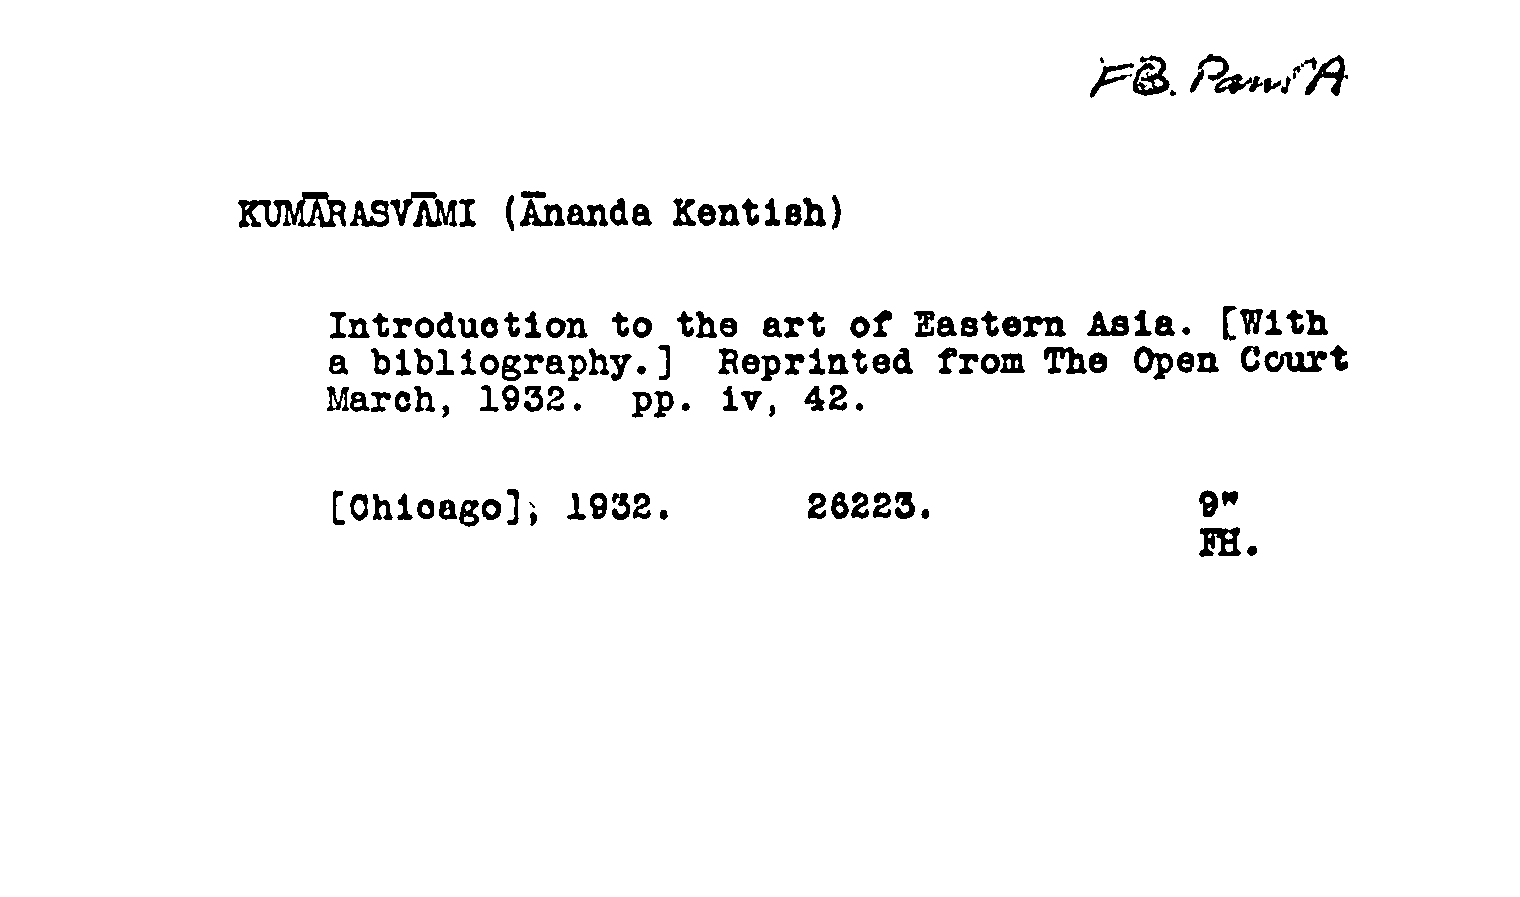 FB. Pam A
KUMĀRASVĀMI (Ānanda Kentish)
Introduction to the art of Eastern Asia. [With
a bibliography.] Reprinted from The Open Court
March, 1932. pp. iv, 42.
[Chicago], 1932. 26223. 9"
FH.